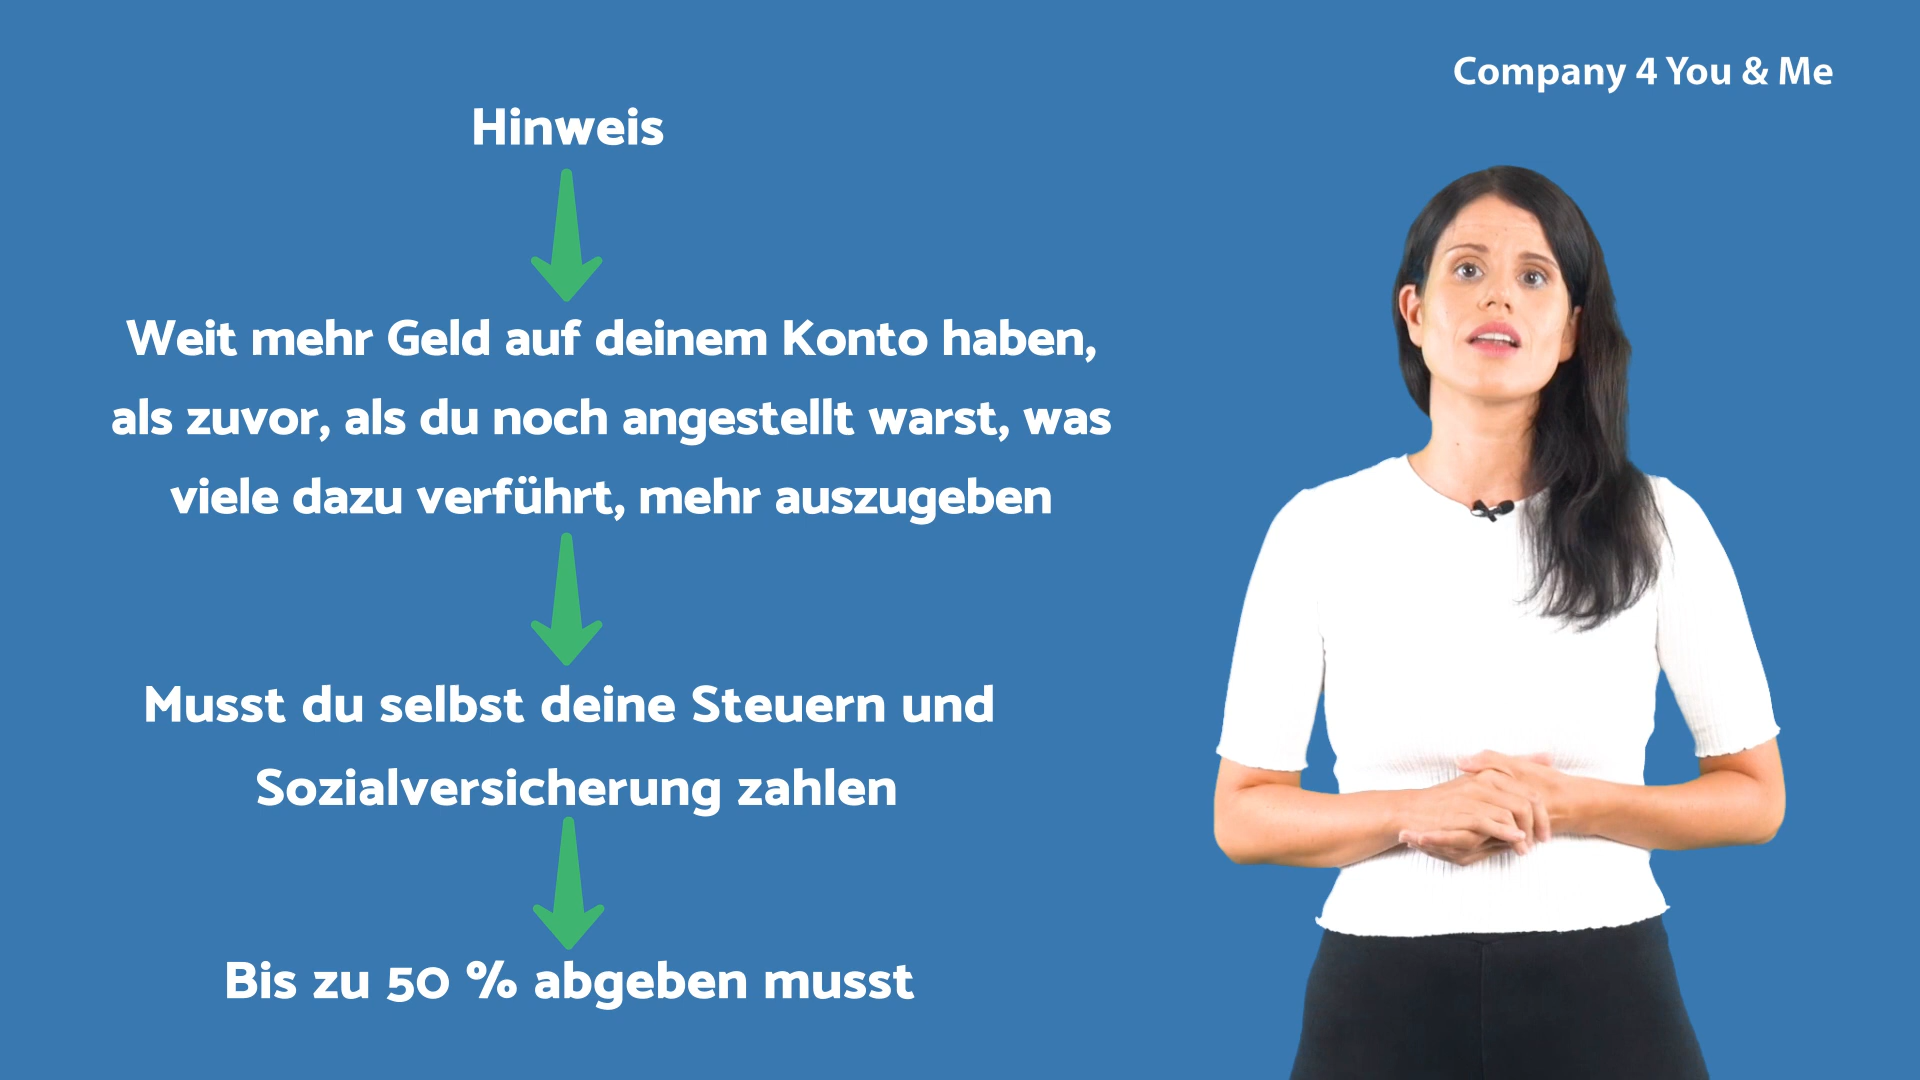 Company 4 You & Me
Hinweis
Weit mehr Geld auf deinem Konto haben,
als zuvor, als du noch angestellt warst, was
viele dazu verführt, mehr auszugeben
Musst du selbst deine Steuern und
Sozialversicherung zahlen
Bis zu 50 % abgeben musst